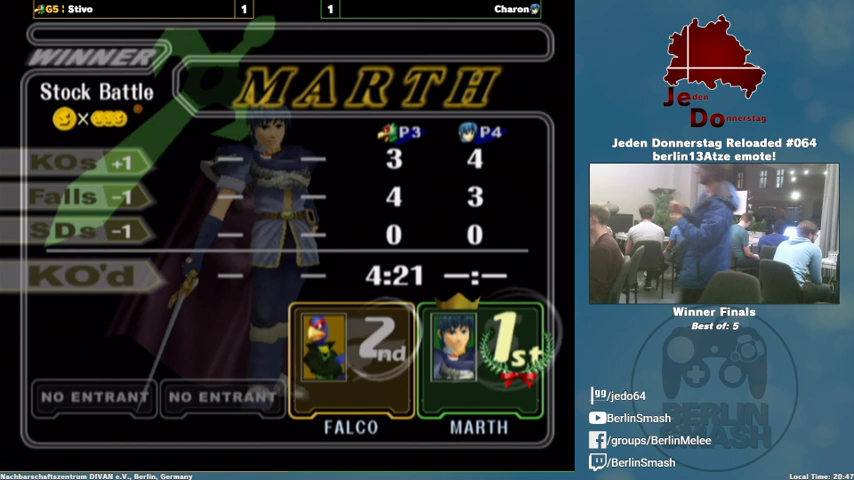 G5 ¦ Stivo 1 1 Charon
WINNER
Stock Battle
MARTH
P3 P4
KOs +1 — — 3 4
Falls -1 — — 4 3
SDs -1 — — 0 0
KO'd — — 4:21 —:—
2nd 1st
NO ENTRANT NO ENTRANT
FALCO MARTH
Jeden
Donnerstag
Jeden Donnerstag Reloaded #064
berlin13Atze emote!
Winner Finals
Best of: 5
BERLIN
SMASH
gg/jedo64
BerlinSmash
/groups/BerlinMelee
/BerlinSmash
Nachbarschaftszentrum DIVAN e.V., Berlin, Germany
Local Time: 20:47